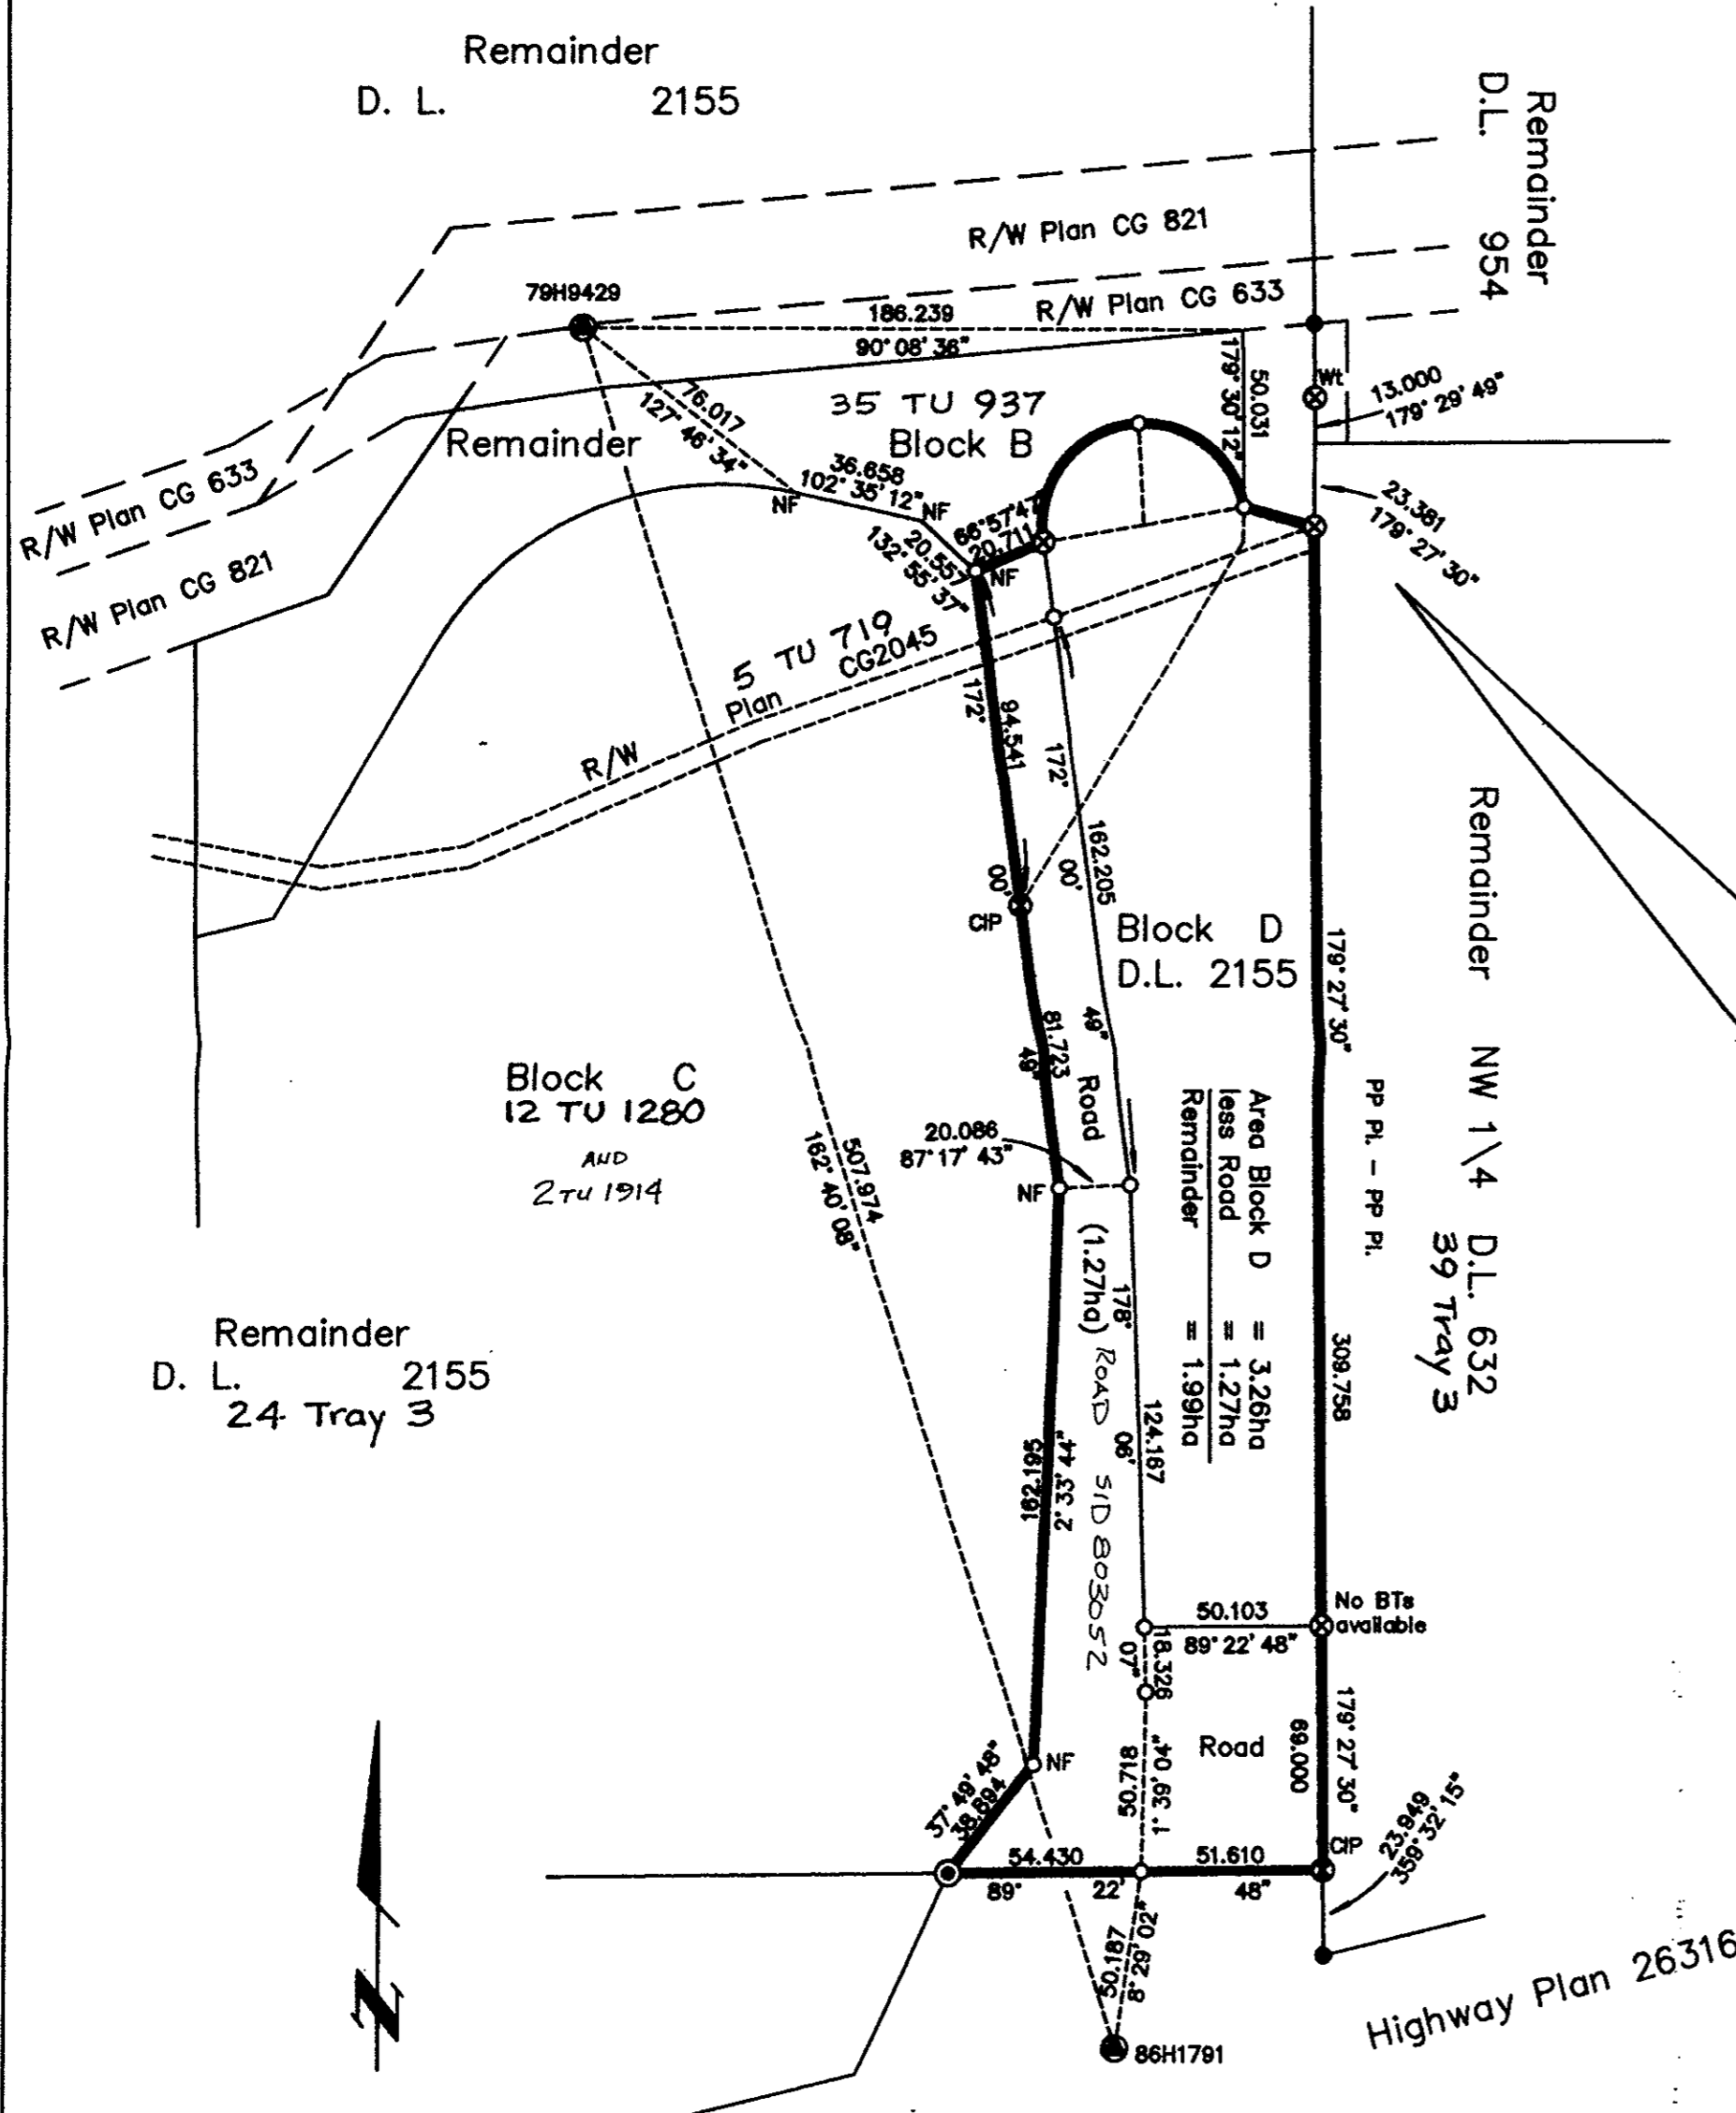 Remainder
D. L. 2155
Remainder
D.L. 954
R/W Plan CG 821
R/W Plan CG 633
79H9429
186.239
90° 08' 36"
179° 30' 12"
50.031
Wt
13.000
179° 29' 49"
76.017
127° 46' 34"
35 TU 937
Block B
Remainder
36.658
102° 35' 12"
NF
NF
66° 57' 47"
20.711
20.557
132° 55' 37"
NF
23.381
179° 27' 30"
R/W Plan CG 633
R/W Plan CG 821
5 TU 719
R/W Plan CG2045
172°
94.541
00'
CIP
81.723
49"
172°
162.205
00'
49"
Block D
D.L. 2155
179° 27' 30"
309.758
Remainder NW 1\4 D.L. 632
39 Tray 3
PP Pl. - PP Pl.
Block C
12 TU 1280
AND
2 TU 1914
507.974
162° 40' 08"
20.086
87° 17' 43"
NF
Road
(1.27ha) ROAD SID 803052
Area Block D = 3.26ha
less Road = 1.27ha
Remainder = 1.99ha
178°
124.167
06'
07"
18.326
162.195
2° 33' 44"
Remainder
D. L. 2155
24 Tray 3
50.103
89° 22' 48"
No BTs
available
Road
179° 27' 30"
69.000
50.718
1° 39' 04"
NF
37° 49' 48"
38.894
54.430
51.610
89° 22' 48"
CIP
23.949
359° 32' 15"
50.187
8° 29' 02"
86H1791
Highway Plan 26316
N